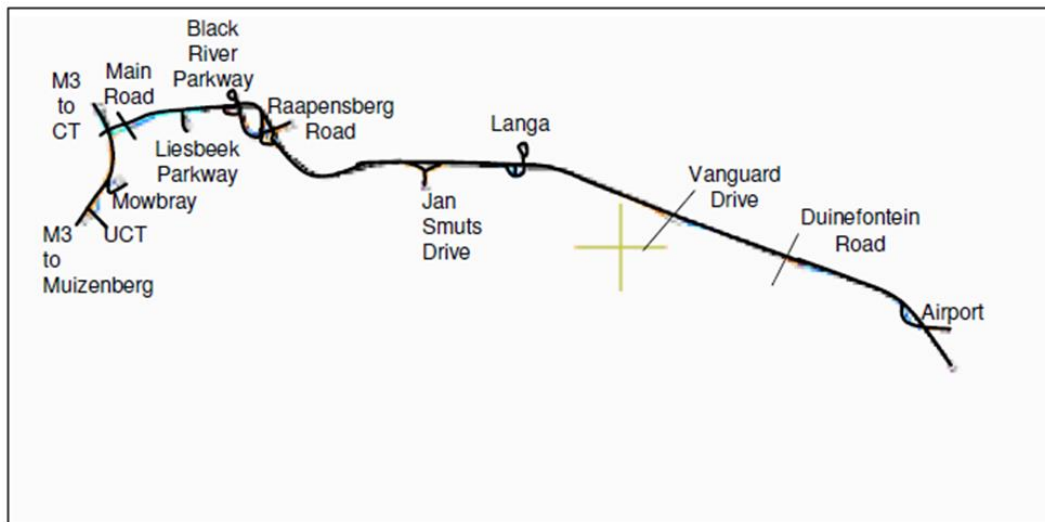 Black
River
Parkway
M3
to
CT
Main
Road
Raapensberg
Road
Liesbeek
Parkway
Mowbray
UCT
M3
to
Muizenberg
Langa
Jan
Smuts
Drive
Vanguard
Drive
Duinefontein
Road
Airport